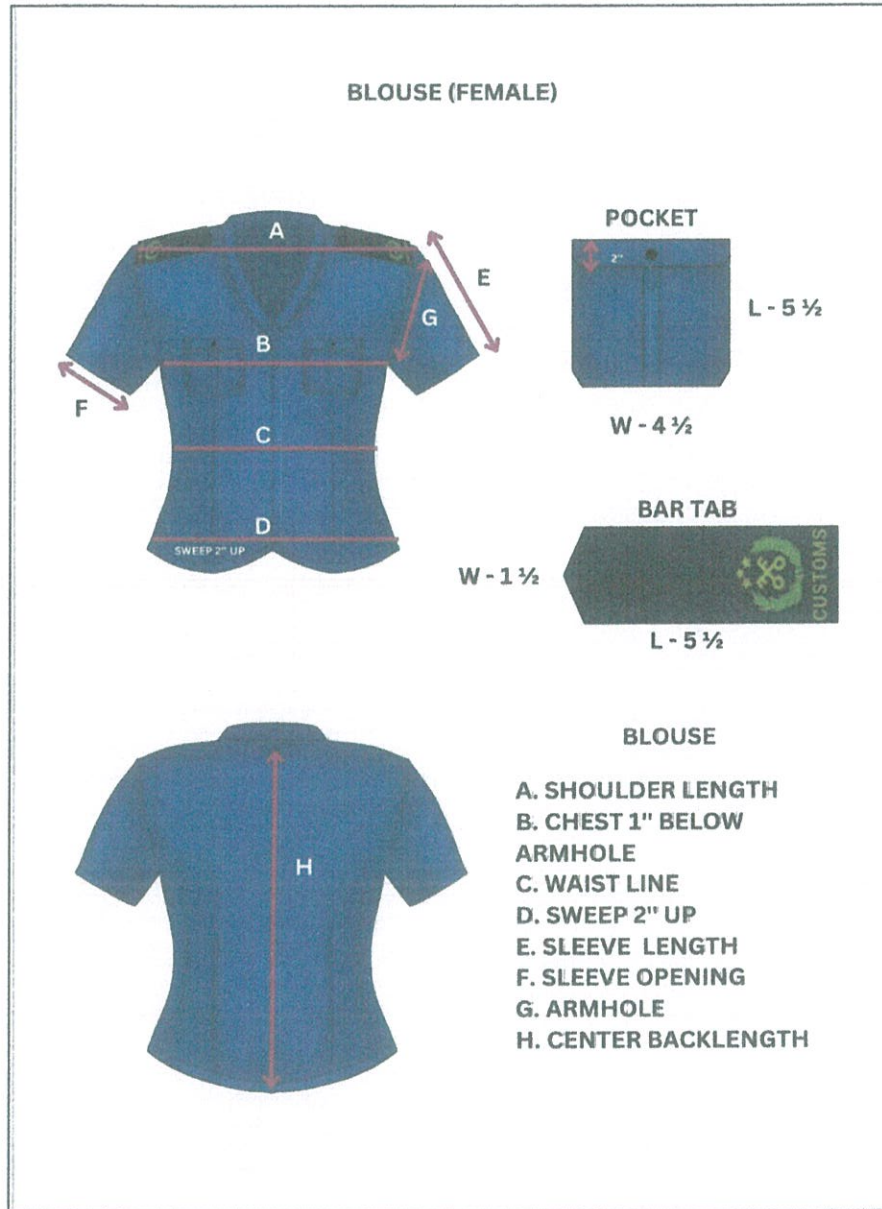 BLOUSE (FEMALE)
A
B
C
D
SWEEP 2" UP
E
G
F
POCKET
2"
L - 5 ½
W - 4 ½
BAR TAB
W - 1 ½
CUSTOMS
L - 5 ½
H
BLOUSE
A. SHOULDER LENGTH
B. CHEST 1" BELOW
ARMHOLE
C. WAIST LINE
D. SWEEP 2" UP
E. SLEEVE LENGTH
F. SLEEVE OPENING
G. ARMHOLE
H. CENTER BACKLENGTH